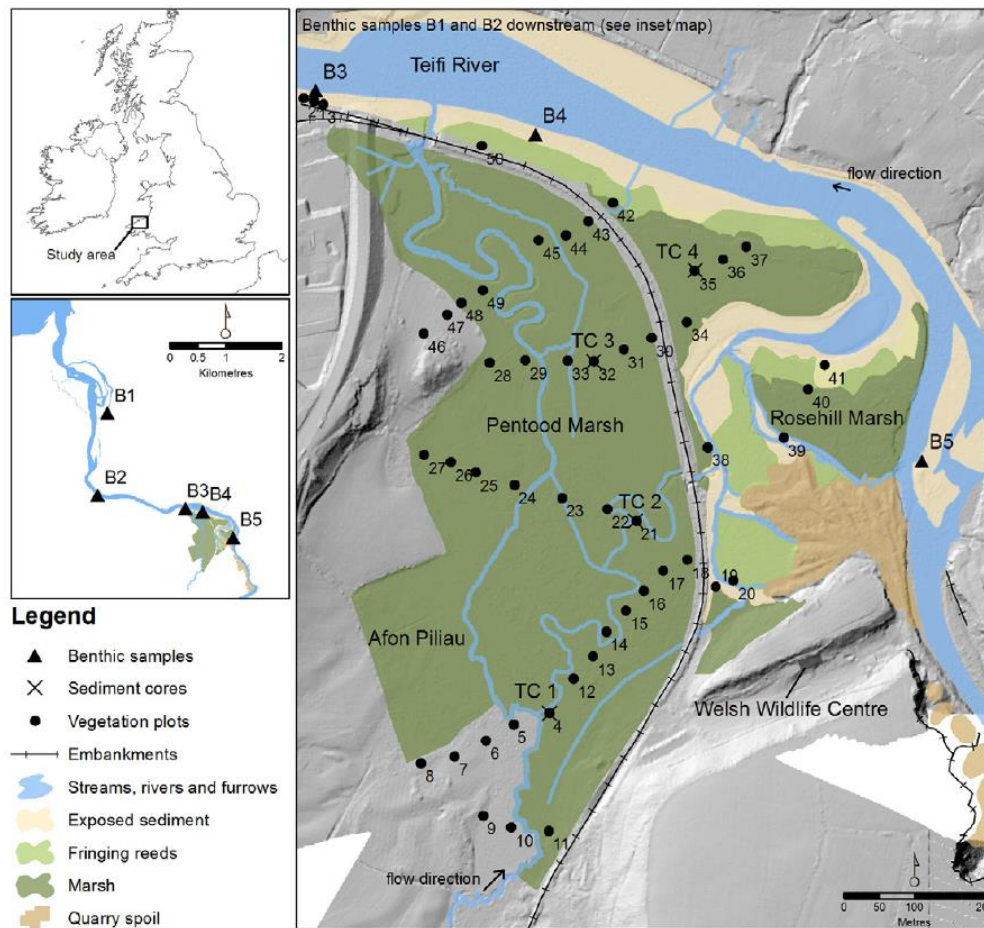 Study area
0 1 2
Kilometres
B1
B2
B3
B4
B5
Legend
Benthic samples
Sediment cores
Vegetation plots
Embankments
Streams, rivers and furrows
Exposed sediment
Fringing reeds
Marsh
Quarry spoil
Benthic samples B1 and B2 downstream (see inset map)
Teifi River
B3
2
3
B4
50
flow direction
42
43
44
45
TC 4
37
36
35
49
48
47
46
34
TC 3
30
31
32
33
29
28
41
40
Rosehill Marsh
Pentood Marsh
39
38
B5
27
26
25
24
23
22
TC 2
21
18
17
19
20
16
15
14
Afon Piliau
13
12
TC 1
4
Welsh Wildlife Centre
5
6
7
8
9
10
11
flow direction
0 50 100 200
Metres